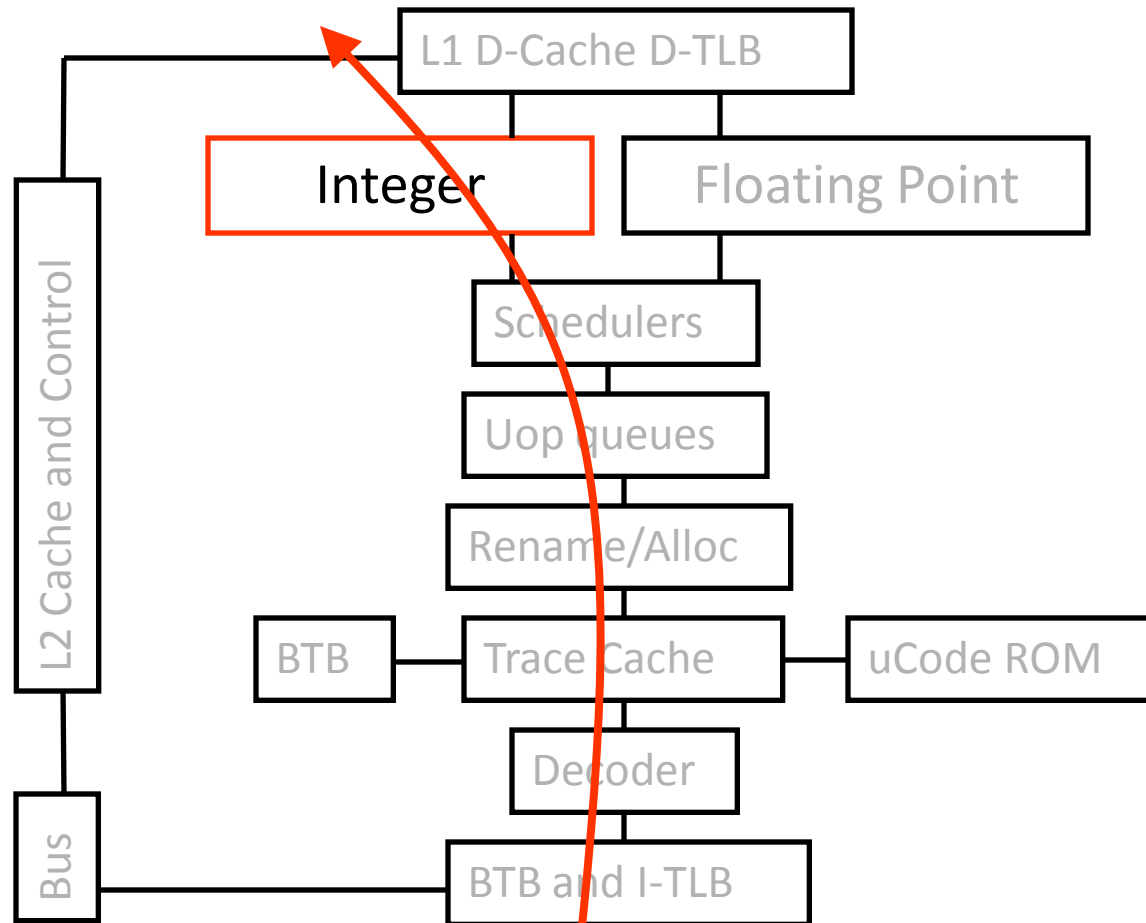 L1 D-Cache D-TLB
Integer
Floating Point
L2 Cache and Control
Schedulers
Uop queues
Rename/Alloc
BTB
Trace Cache
uCode ROM
Decoder
Bus
BTB and I-TLB